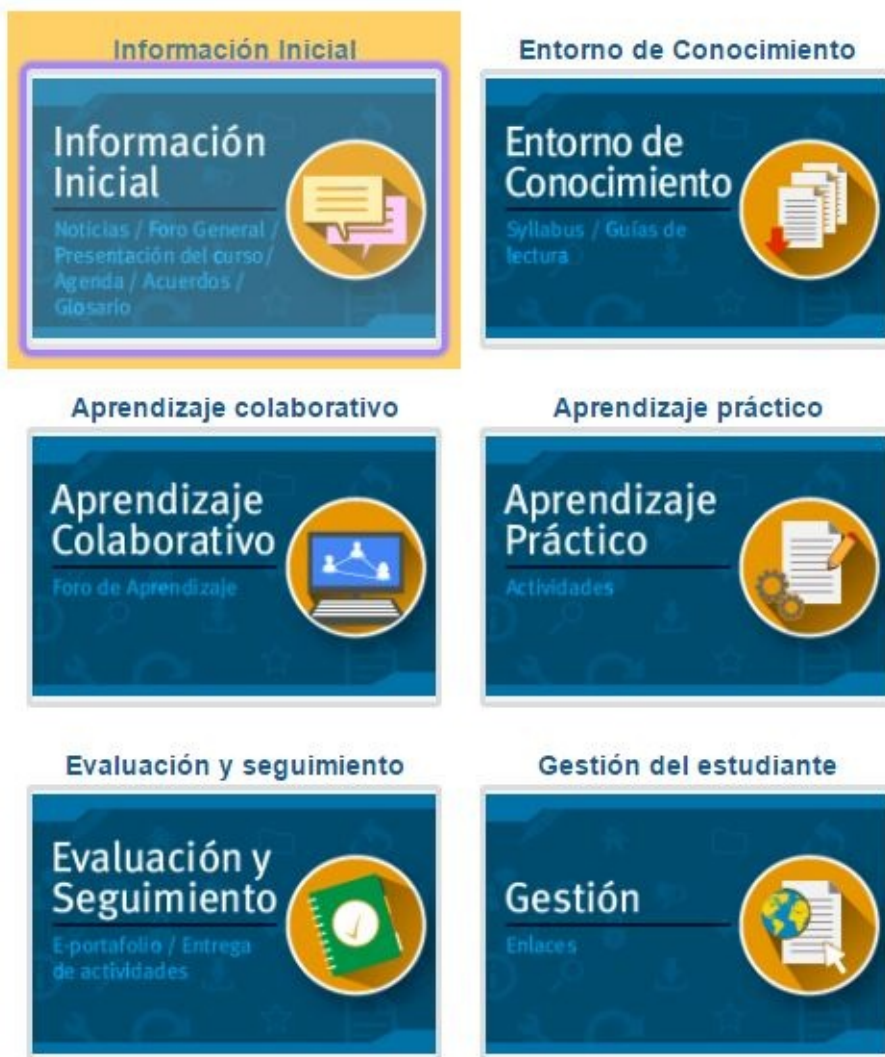 Información Inicial
Información
Inicial
Noticias / Foro General /
Presentación del curso /
Agenda / Acuerdos /
Glosario
Entorno de Conocimiento
Entorno de
Conocimiento
Syllabus / Guías de
lectura
Aprendizaje colaborativo
Aprendizaje
Colaborativo
Foro de Aprendizaje
Aprendizaje práctico
Aprendizaje
Práctico
Actividades
Evaluación y seguimiento
Evaluación y
Seguimiento
E-portafolio / Entrega
de actividades
Gestión del estudiante
Gestión
Enlaces